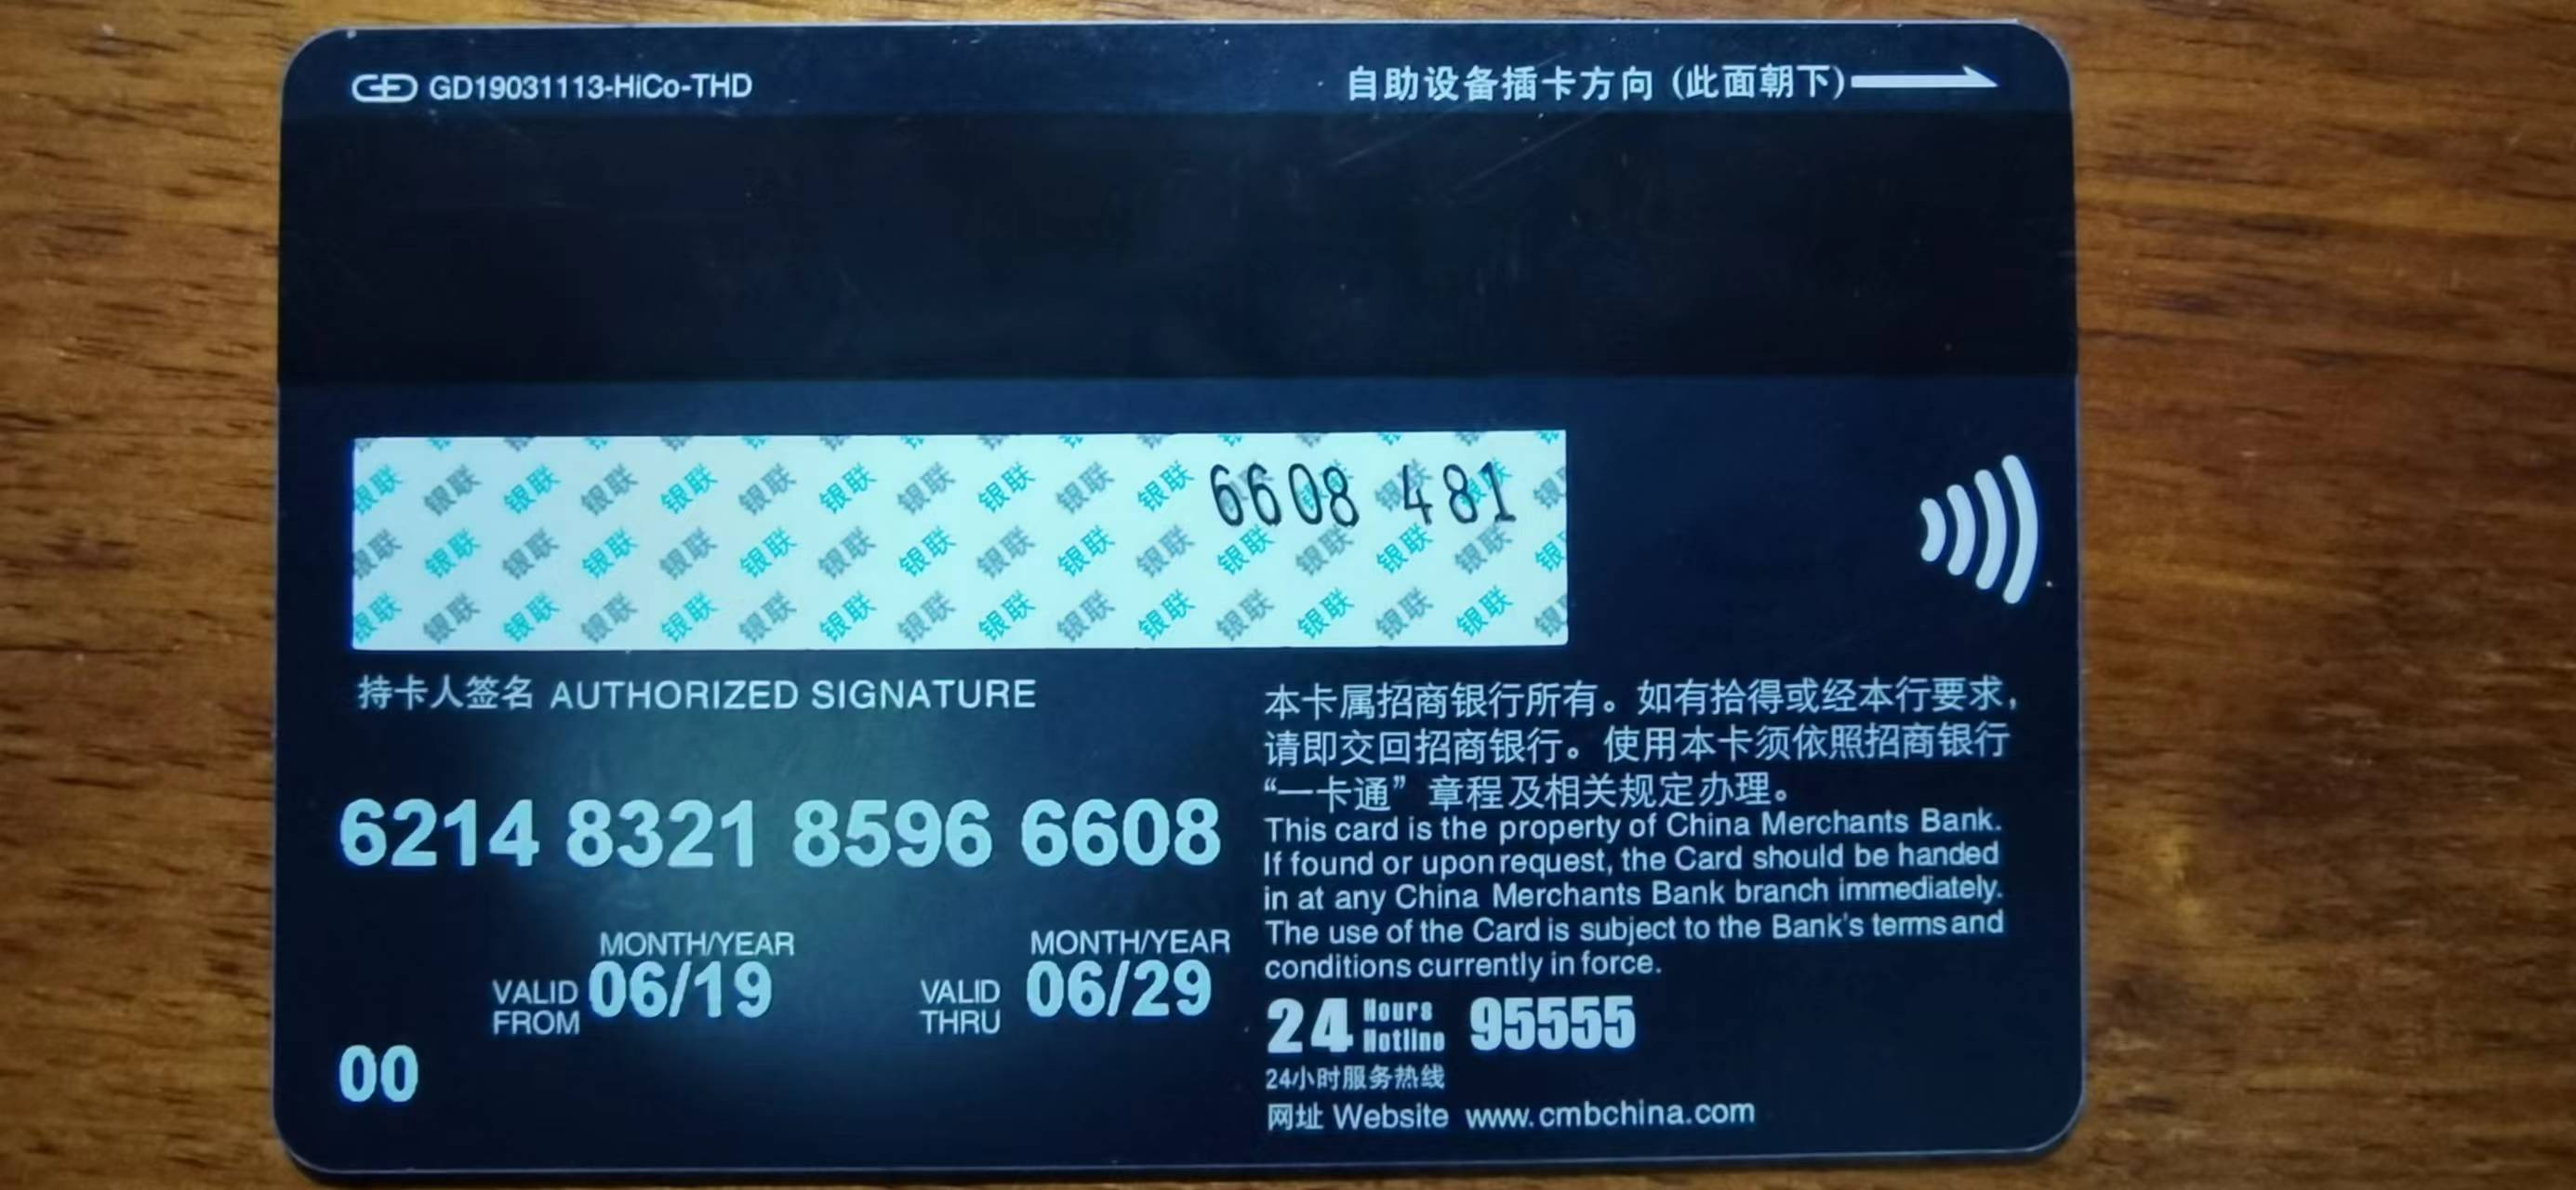 GD GD19031113-HiCo-THD
自助设备插卡方向 (此面朝下)
6608 481
持卡人签名 AUTHORIZED SIGNATURE
6214 8321 8596 6608
MONTH/YEAR
VALID FROM 06/19
MONTH/YEAR
VALID THRU 06/29
00
本卡属招商银行所有。如有拾得或经本行要求，
请即交回招商银行。使用本卡须依照招商银行
“一卡通”章程及相关规定办理。
This card is the property of China Merchants Bank.
If found or upon request, the Card should be handed
in at any China Merchants Bank branch immediately.
The use of the Card is subject to the Bank's terms and
conditions currently in force.
24 Hours Hotline 95555
24小时服务热线
网址 Website www.cmbchina.com